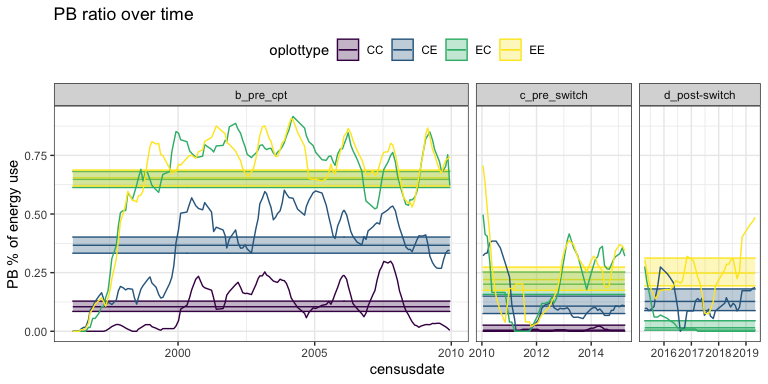 PB ratio over time
oplottype CC CE EC EE
b_pre_cpt c_pre_switch d_post-switch
PB % of energy use
0.75
0.50
0.25
0.00
2000 2005 2010 2010 2012 2014 2016 2017 2018 2019
censusdate